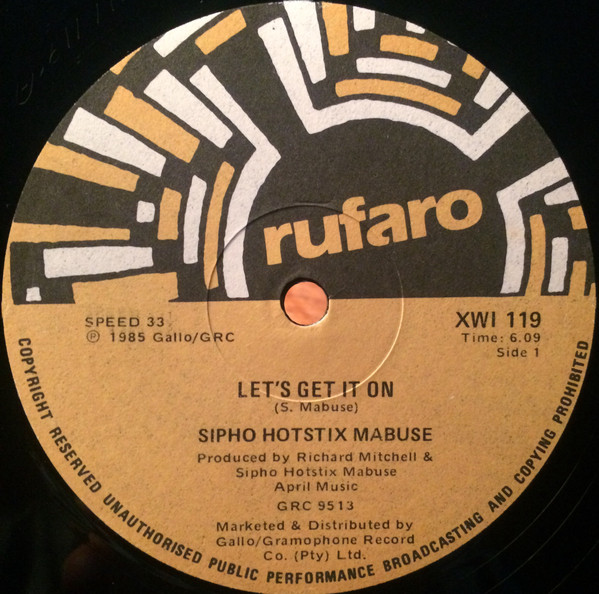 rufaro
SPEED 33
℗ 1985 Gallo/GRC
XWI 119
Time: 6.09
Side 1
LET'S GET IT ON
(S. Mabuse)
SIPHO HOTSTIX MABUSE
Produced by Richard Mitchell &
Sipho Hotstix Mabuse
April Music
GRC 9513
Marketed & Distributed by
Gallo/Gramophone Record
Co. (Pty) Ltd.
COPYRIGHT RESERVED UNAUTHORISED PUBLIC PERFORMANCE BROADCASTING AND COPYING PROHIBITED